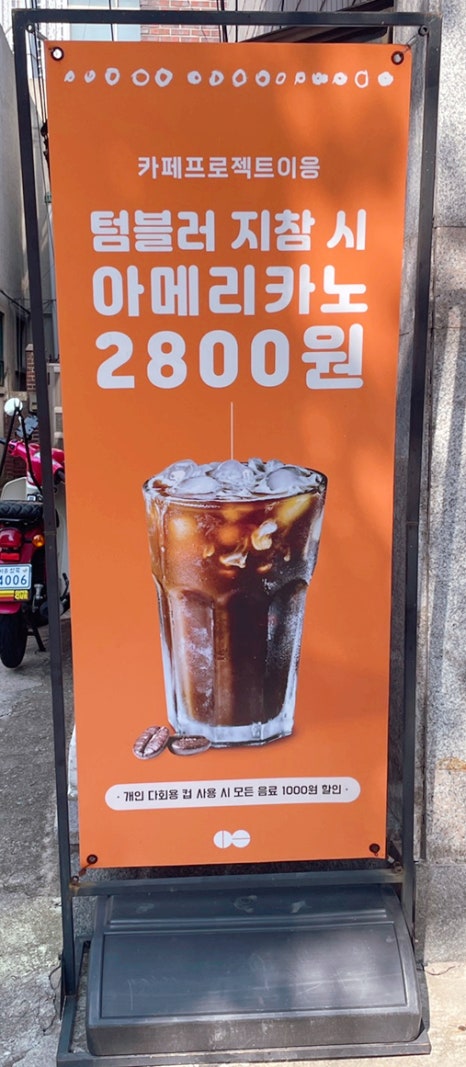 카페프로젝트이응
텀블러 지참 시
아메리카노
2800원
· 개인 다회용 컵 사용 시 모든 음료 1000원 할인 ·
4006